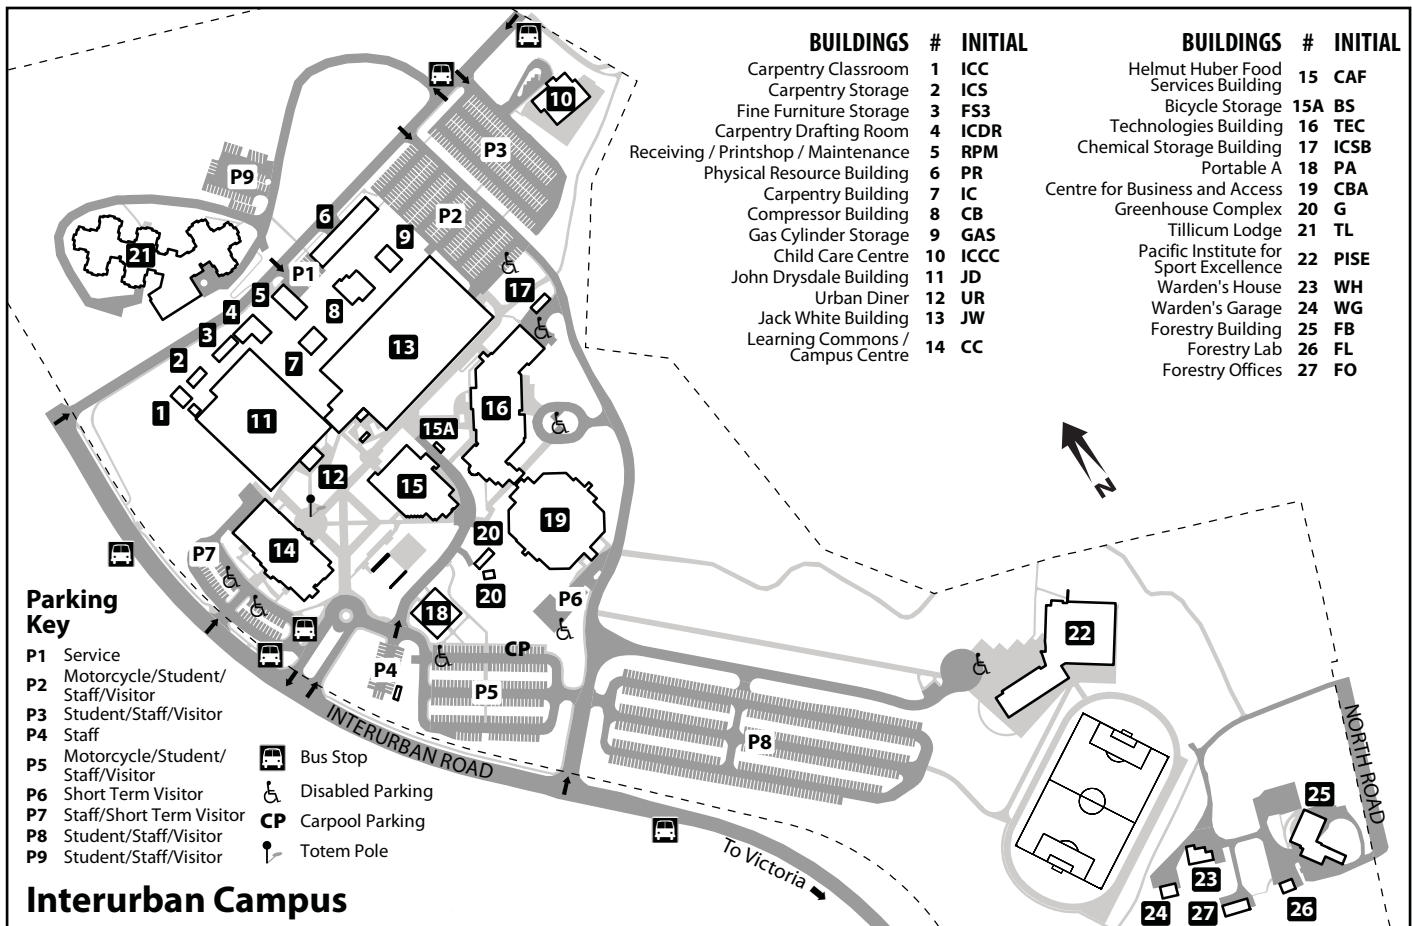 BUILDINGS # INITIAL
Carpentry Classroom 1 ICC
Carpentry Storage 2 ICS
Fine Furniture Storage 3 FS3
Carpentry Drafting Room 4 ICDR
Receiving / Printshop / Maintenance 5 RPM
Physical Resource Building 6 PR
Carpentry Building 7 IC
Compressor Building 8 CB
Gas Cylinder Storage 9 GAS
Child Care Centre 10 ICCC
John Drysdale Building 11 JD
Urban Diner 12 UR
Jack White Building 13 JW
Learning Commons /
Campus Centre 14 CC
BUILDINGS # INITIAL
Helmut Huber Food
Services Building 15 CAF
Bicycle Storage 15A BS
Technologies Building 16 TEC
Chemical Storage Building 17 ICSB
Portable A 18 PA
Centre for Business and Access 19 CBA
Greenhouse Complex 20 G
Tillicum Lodge 21 TL
Pacific Institute for
Sport Excellence 22 PISE
Warden's House 23 WH
Warden's Garage 24 WG
Forestry Building 25 FB
Forestry Lab 26 FL
Forestry Offices 27 FO
10
P3
P9
P2
6
9
21
P1
5
8
17
4
3
13
7
2
16
1
11
15A
12
15
19
20
14
P7
20
P6
18
22
CP
P4
P5
P8
INTERURBAN ROAD
NORTH ROAD
N
25
23
24
27
26
To Victoria
Parking
Key
P1 Service
P2 Motorcycle/Student/
Staff/Visitor
P3 Student/Staff/Visitor
P4 Staff
P5 Motorcycle/Student/
Staff/Visitor
P6 Short Term Visitor
P7 Staff/Short Term Visitor
P8 Student/Staff/Visitor
P9 Student/Staff/Visitor
Bus Stop
Disabled Parking
CP Carpool Parking
Totem Pole
Interurban Campus